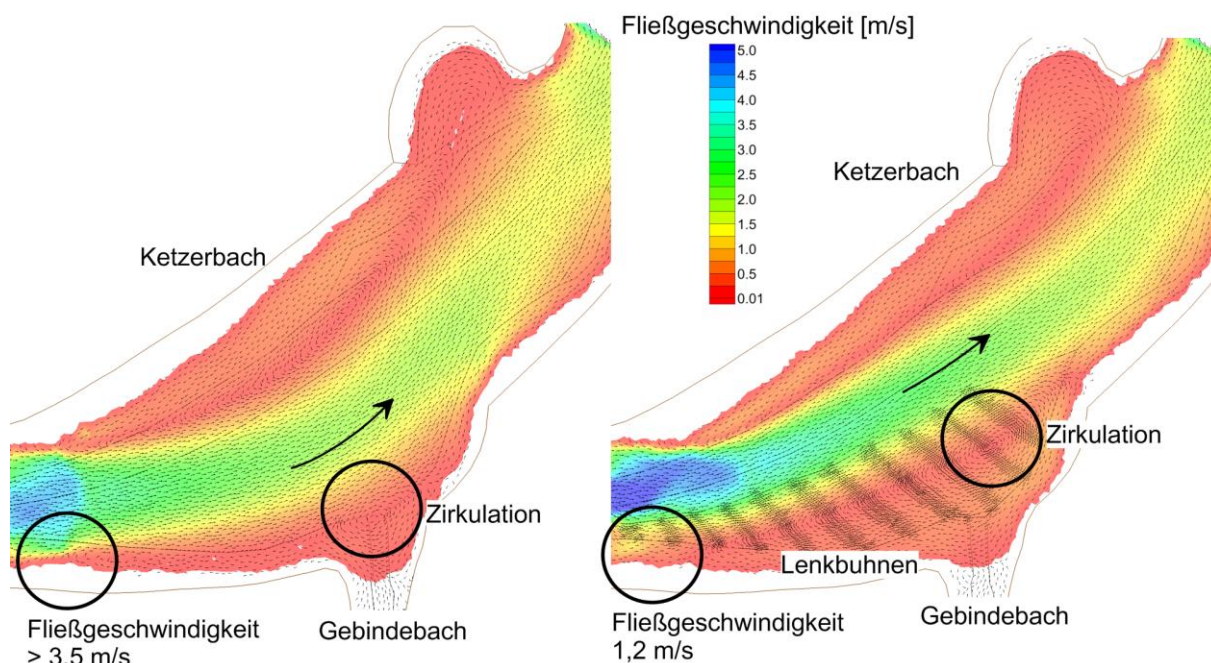 Fließgeschwindigkeit [m/s]
5.0
4.5
4.0
3.5
3.0
2.5
2.0
1.5
1.0
0.5
0.01
Ketzerbach
Zirkulation
Gebindebach
Fließgeschwindigkeit
> 3,5 m/s
Ketzerbach
Zirkulation
Lenkbuhnen
Gebindebach
Fließgeschwindigkeit
1,2 m/s